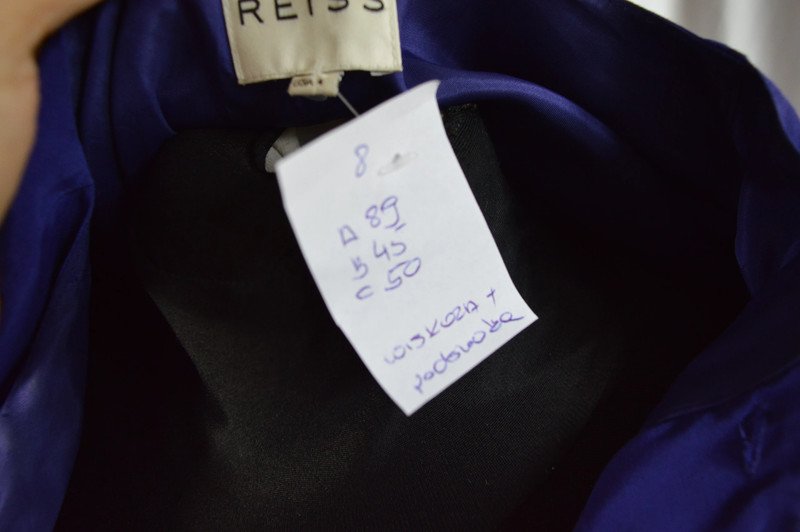 REISS
8
A 89
B 45
C 50
WISKOZA +
podszewka